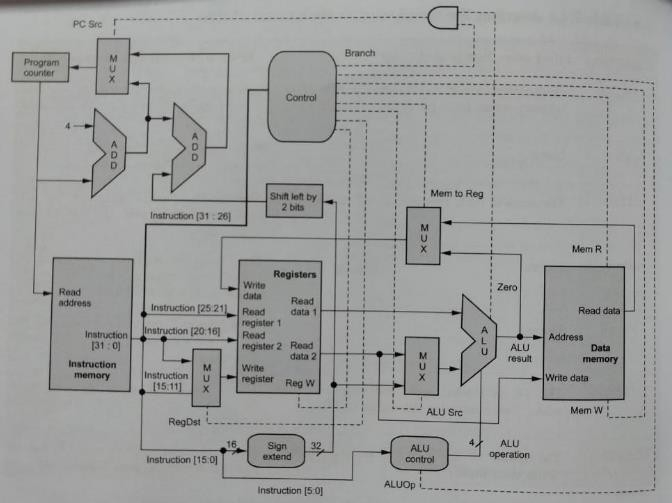 PC Src
Branch
Program
counter
M
U
X
Control
4
A
D
D
A
D
D
Shift left by
2 bits
Instruction [31 : 26]
Mem to Reg
M
U
X
Mem R
Zero
Registers
Write
data
Read
data 1
Read
address
Instruction [25:21]
Read
register 1
Instruction [20:16]
Read
register 2
Read
data 2
Instruction
[31 : 0]
Instruction
memory
Instruction
[15:11]
M
U
X
Write
register
Reg W
M
U
X
A
L
U
ALU
result
Read data
Address
Data
memory
Write data
Mem W
RegDst
ALU Src
16
Sign
extend
32
ALU
control
4
ALU
operation
Instruction [15:0]
Instruction [5:0]
ALUOp